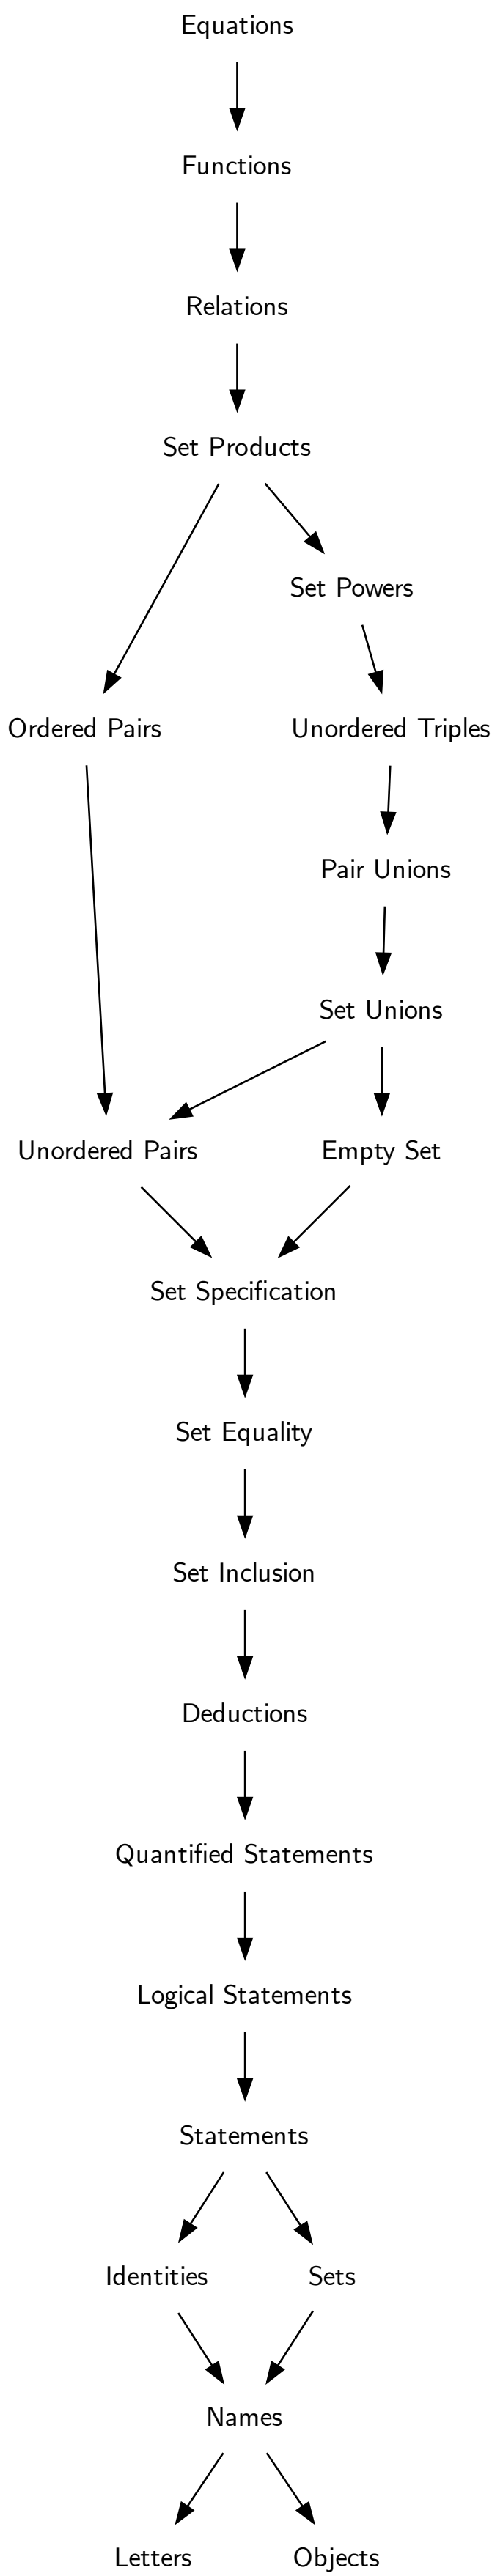 Equations
Functions
Relations
Set Products
Set Powers
Ordered Pairs
Unordered Triples
Pair Unions
Set Unions
Unordered Pairs
Empty Set
Set Specification
Set Equality
Set Inclusion
Deductions
Quantified Statements
Logical Statements
Statements
Identities
Sets
Names
Letters
Objects